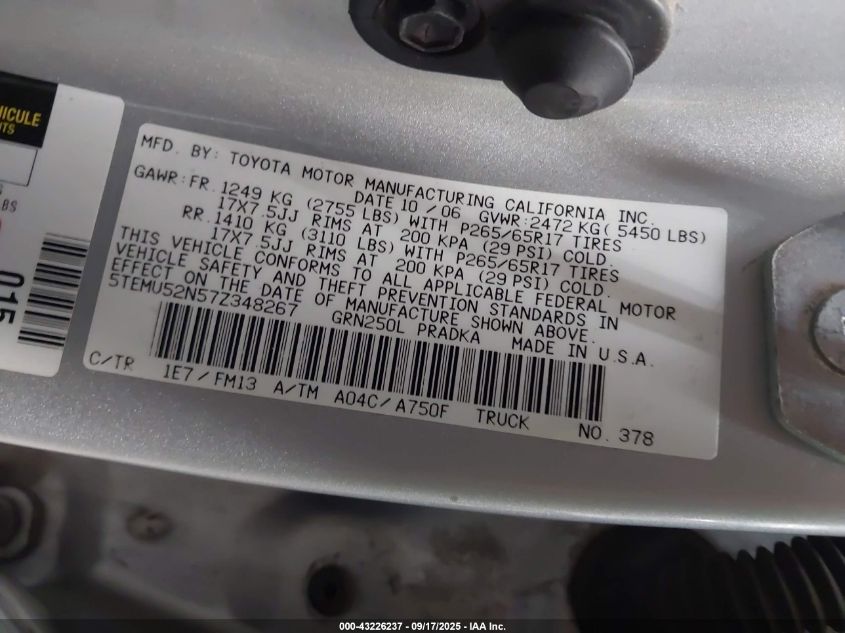 HICULE
TS
LBS
015
MFD. BY: TOYOTA MOTOR MANUFACTURING CALIFORNIA INC.
DATE 10 / 06 GVWR:2472 KG( 5450 LBS)
GAWR:FR. 1249 KG (2755 LBS) WITH P265/65R17 TIRES
17X7.5JJ RIMS AT 200 KPA (29 PSI) COLD.
RR. 1410 KG (3110 LBS) WITH P265/65R17 TIRES
17X7.5JJ RIMS AT 200 KPA (29 PSI) COLD.
THIS VEHICLE CONFORMS TO ALL APPLICABLE FEDERAL MOTOR
VEHICLE SAFETY AND THEFT PREVENTION STANDARDS IN
EFFECT ON THE DATE OF MANUFACTURE SHOWN ABOVE.
5TEMU52N57Z348267 GRN250L PRADKA MADE IN U.S.A.
C/TR 1E7/FM13 A/TM A04C/A750F TRUCK NO. 378
000-43226237 - 09/17/2025 - IAA Inc.